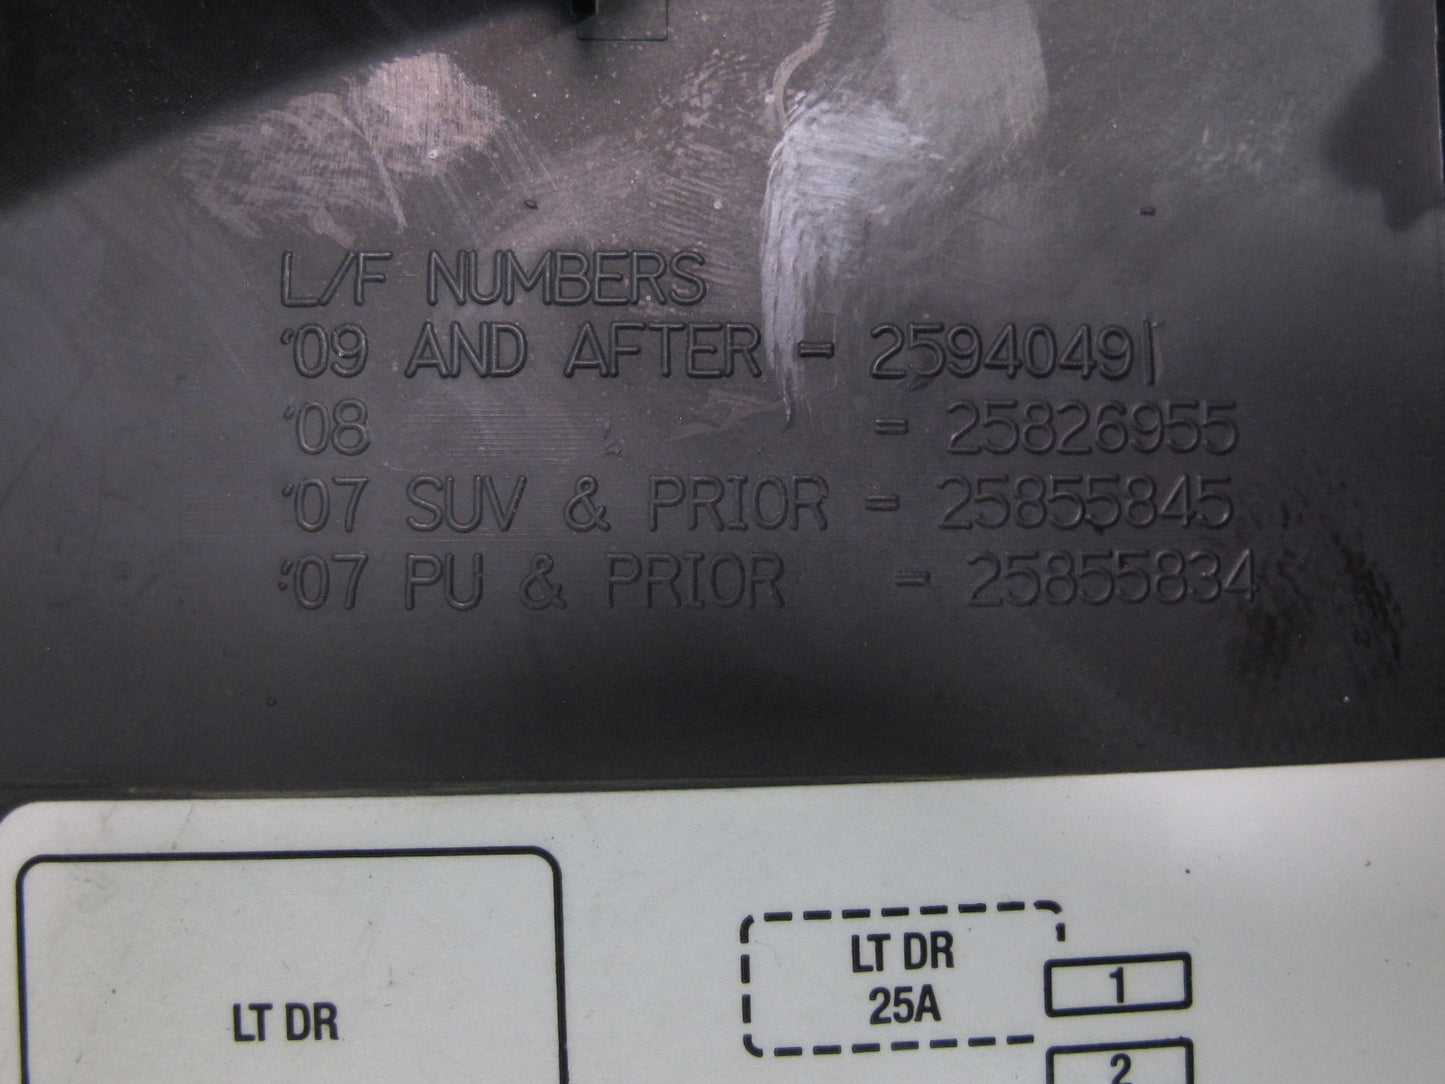 L/F NUMBERS
'09 AND AFTER - 25940491
'08 = 25826955
'07 SUV & PRIOR = 25855845
'07 PU & PRIOR - 25855834
LT DR
LT DR
25A
1
2